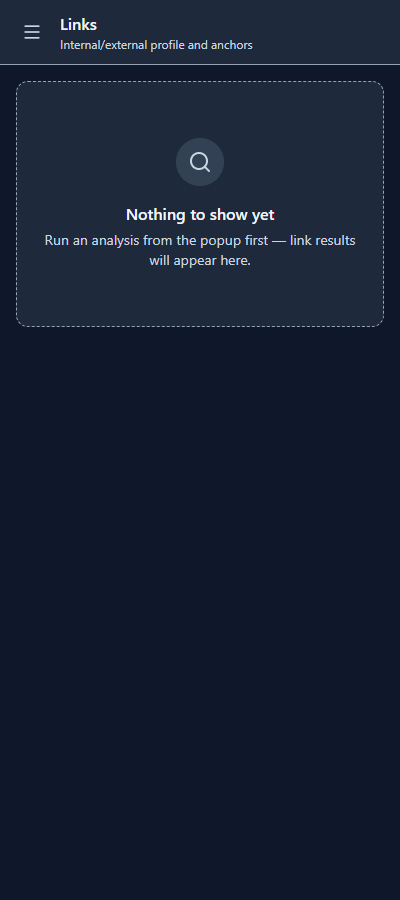 Links
Internal/external profile and anchors
Nothing to show yet
Run an analysis from the popup first — link results
will appear here.